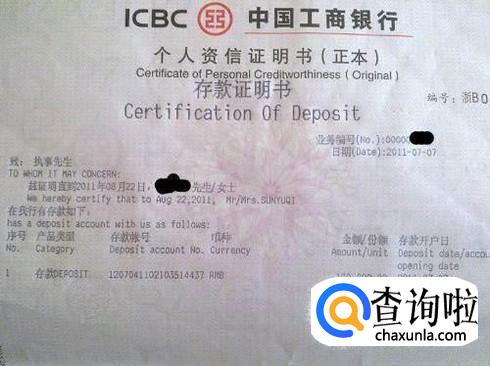 ICBC 中国工商银行
个人资信证明书（正本）
Certificate of Personal Creditworthiness (Original)
存款证明书
Certification Of Deposit
编号：浙B0
业务编号(No.):00000
日期(Date):2011-07-07
致： 执事先生
TO WHOM IT MAY CONCERN:
兹证明直到2011年08月22日， 先生/女士
We hereby certify that to Aug 22,2011, Mr/Mrs.SUNYUQI
在我行有存款如下：
has a deposit account with us as follows:
序号 产品类型 存款帐号 币种 金额/份额 存款开户日
No. Category Deposit account No. Currency Amount/unit Deposit date/accou
opening date
1 存款DEPOSIT 1207041102103514437 RMB
查询啦
chaxunla.com